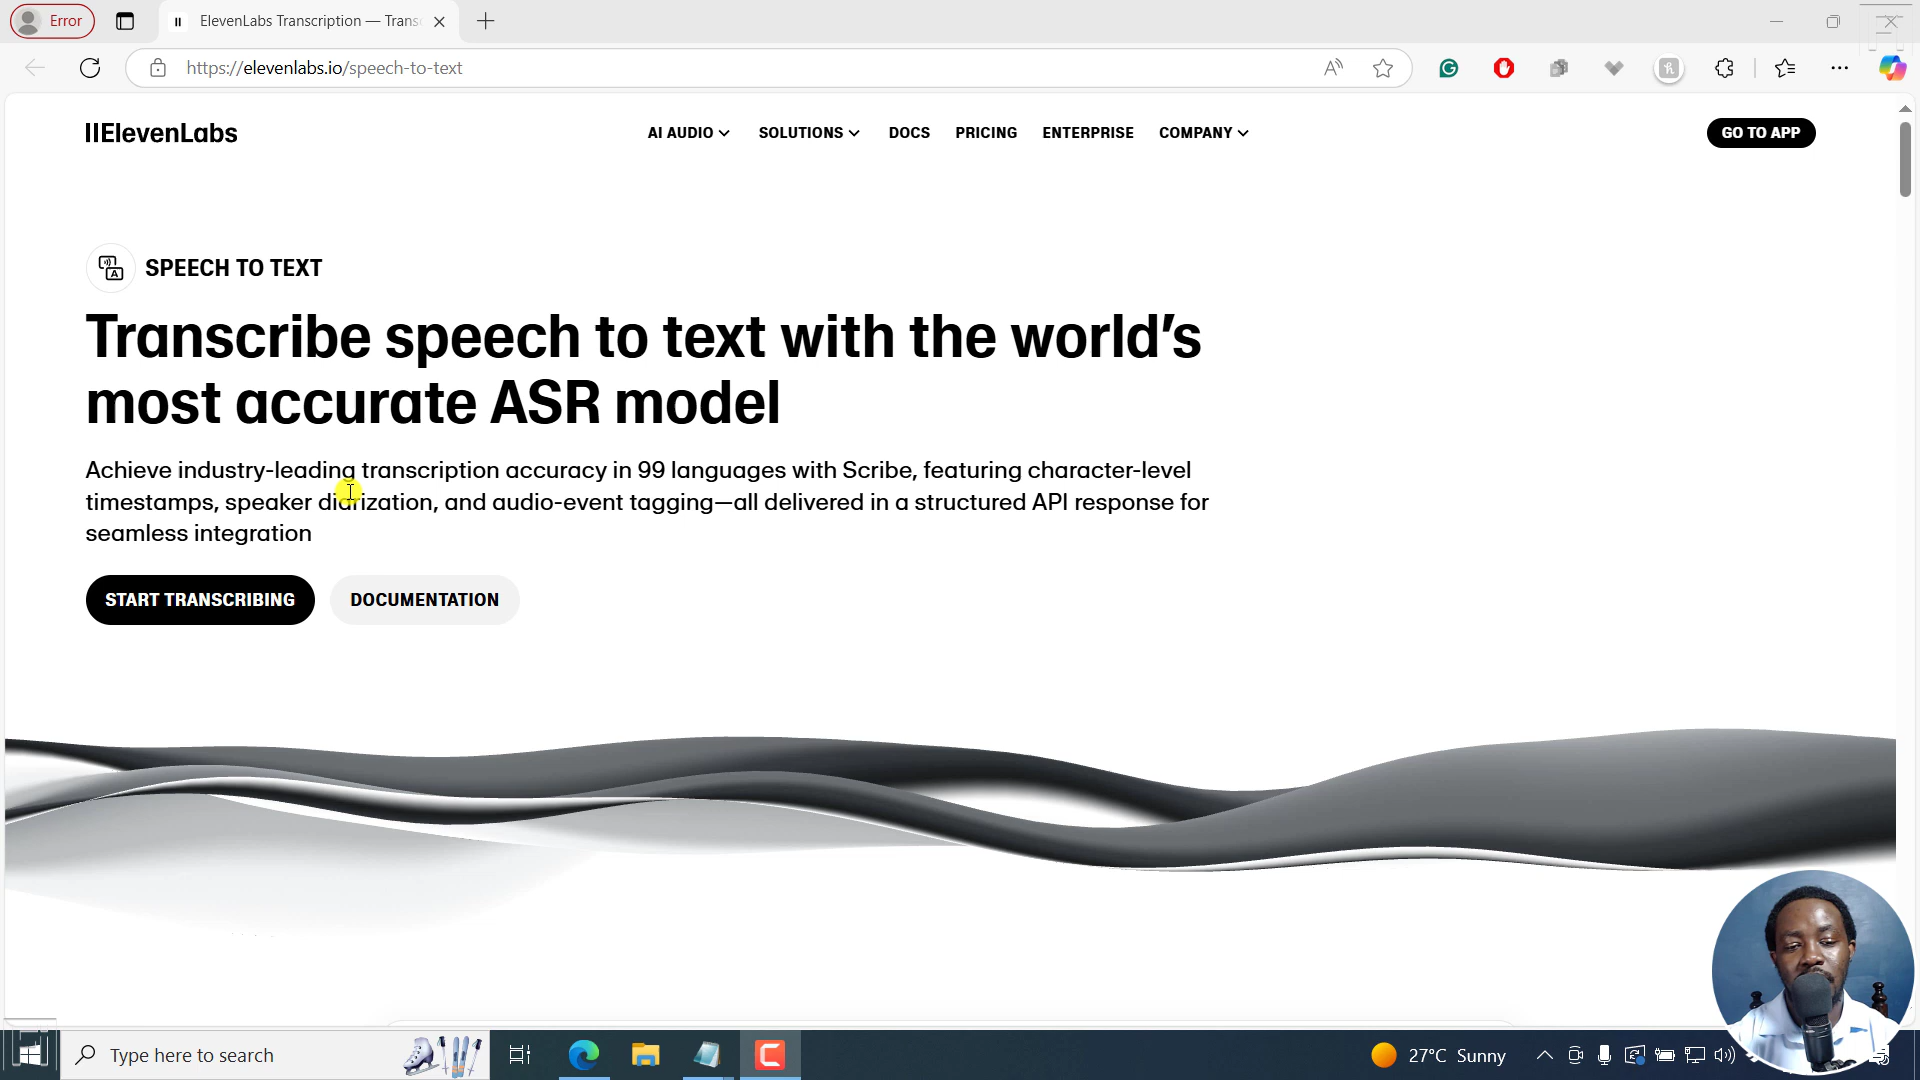 Error
ElevenLabs Transcription — Trans
https://elevenlabs.io/speech-to-text
IIElevenLabs
AI AUDIO
SOLUTIONS
DOCS
PRICING
ENTERPRISE
COMPANY
GO TO APP
SPEECH TO TEXT
Transcribe speech to text with the world's
most accurate ASR model
Achieve industry-leading transcription accuracy in 99 languages with Scribe, featuring character-level
timestamps, speaker diarization, and audio-event tagging—all delivered in a structured API response for
seamless integration
START TRANSCRIBING
DOCUMENTATION
Type here to search
27°C Sunny